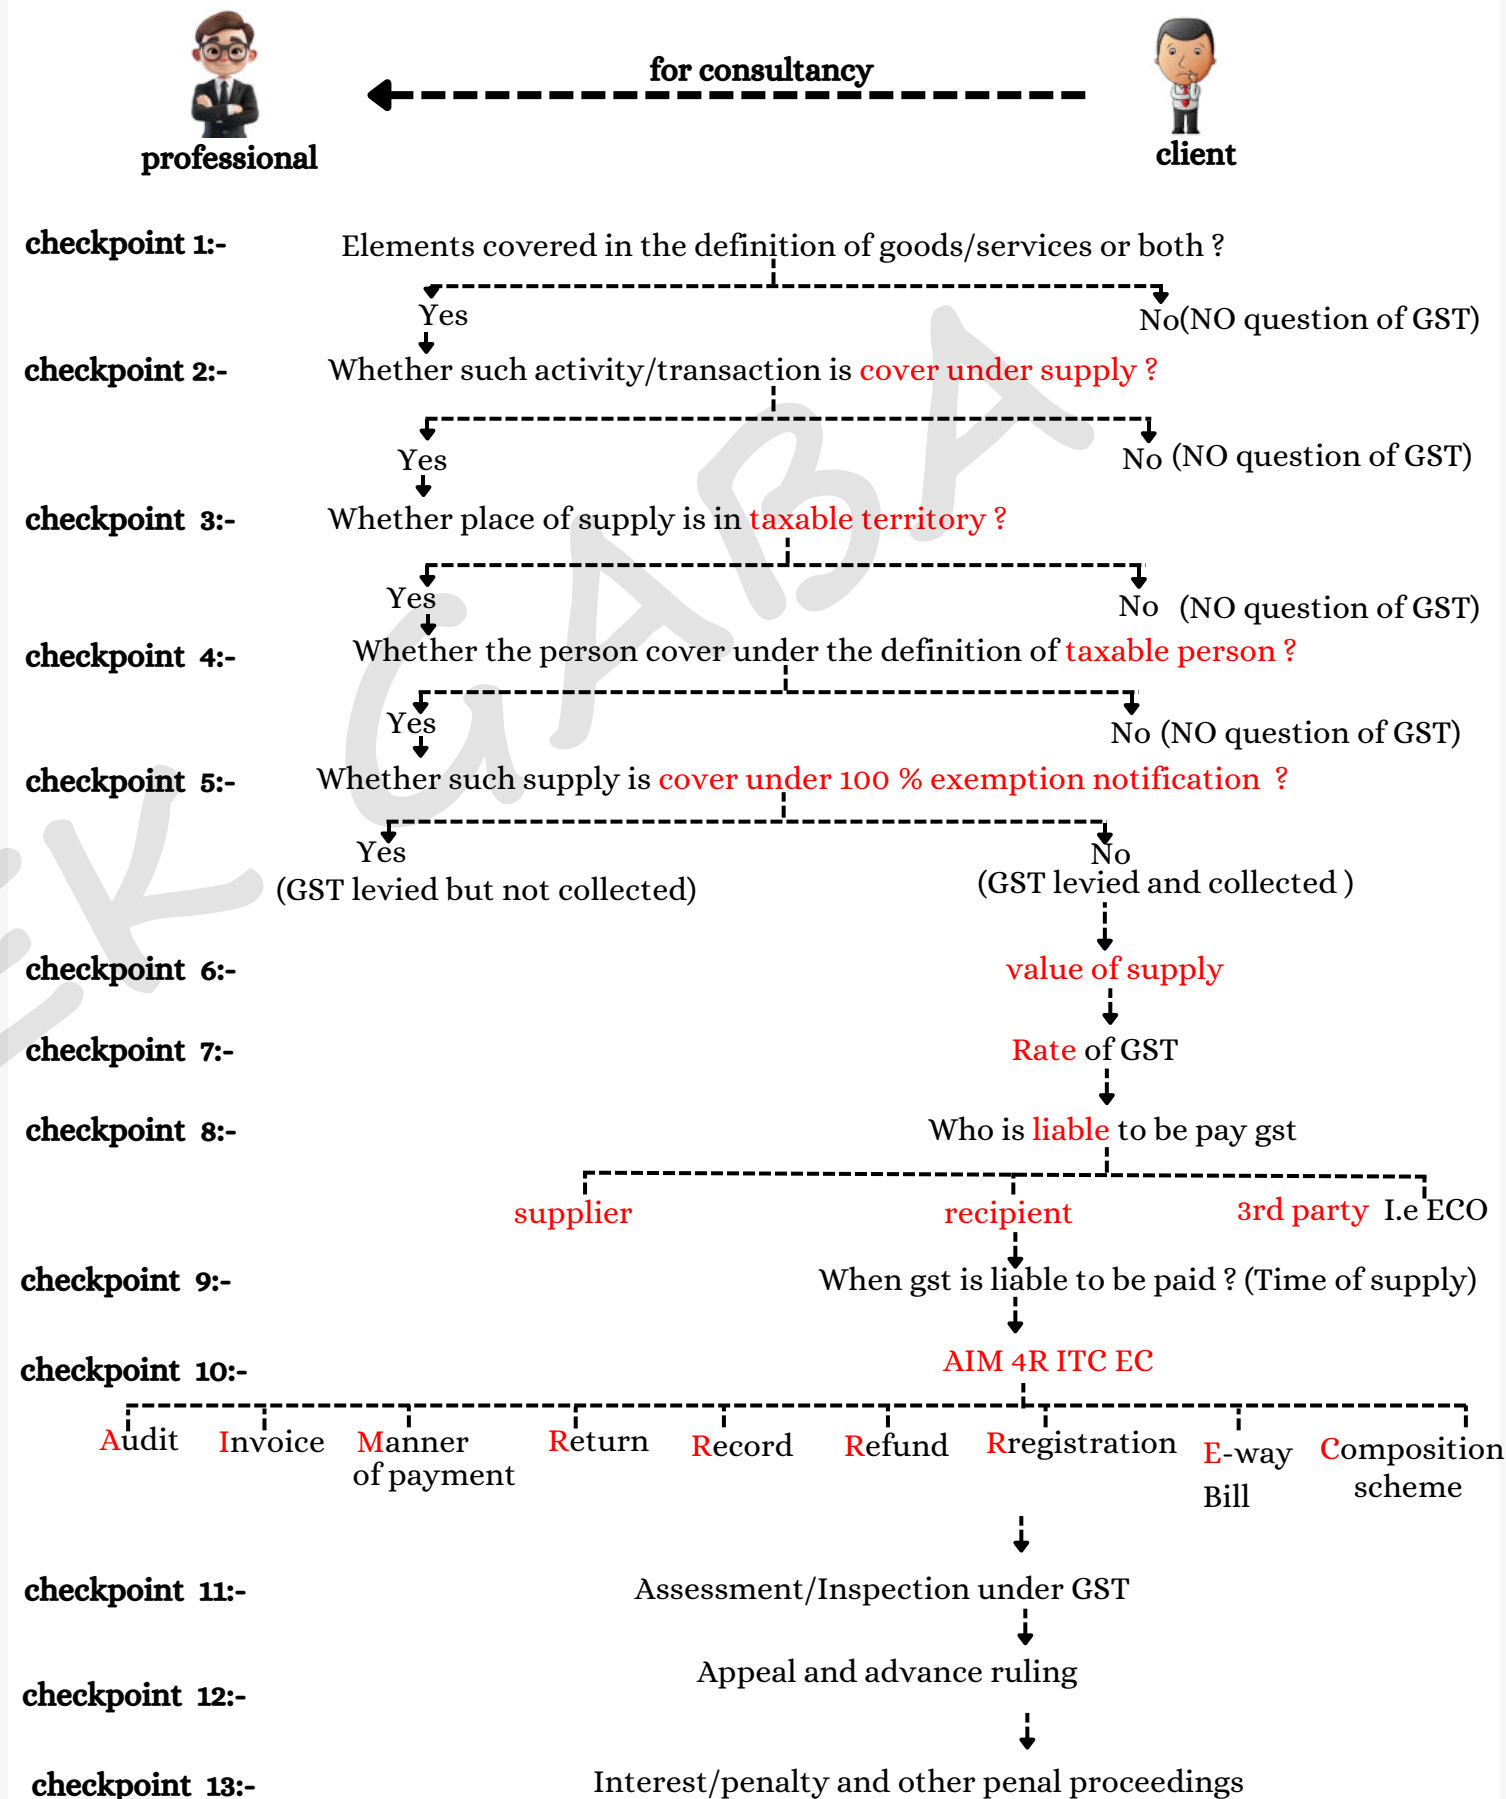 for consultancy
professional
client
checkpoint 1:-
Elements covered in the definition of goods/services or both ?
Yes
No(NO question of GST)
checkpoint 2:-
Whether such activity/transaction is cover under supply ?
Yes
No (NO question of GST)
checkpoint 3:-
Whether place of supply is in taxable territory ?
Yes
No (NO question of GST)
checkpoint 4:-
Whether the person cover under the definition of taxable person ?
Yes
No (NO question of GST)
checkpoint 5:-
Whether such supply is cover under 100 % exemption notification ?
Yes
No
(GST levied but not collected)
(GST levied and collected )
checkpoint 6:-
value of supply
checkpoint 7:-
Rate of GST
checkpoint 8:-
Who is liable to be pay gst
supplier
recipient
3rd party I.e ECO
checkpoint 9:-
When gst is liable to be paid ? (Time of supply)
checkpoint 10:-
AIM 4R ITC EC
Audit
Invoice
Manner
of payment
Return
Record
Refund
Rregistration
E-way
Bill
Composition
scheme
checkpoint 11:-
Assessment/Inspection under GST
checkpoint 12:-
Appeal and advance ruling
checkpoint 13:-
Interest/penalty and other penal proceedings
EK GABA